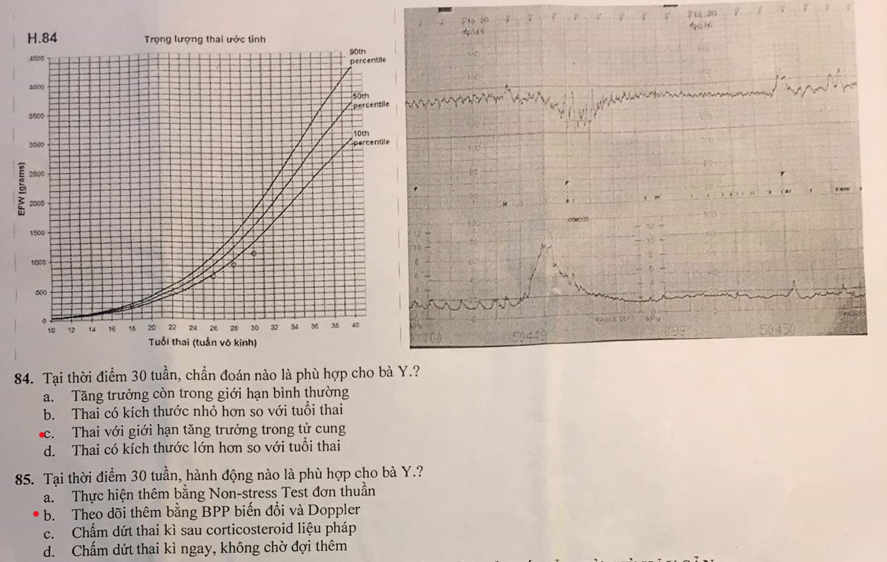 H.84
Trọng lượng thai ước tính
90th
percentile
50th
percentile
10th
percentile
EFW (grams)
4500
4000
3500
3000
2500
2000
1500
1000
500
0
10 12 14 16 18 20 22 24 26 28 30 32 34 36 38 40
Tuổi thai (tuần vô kinh)
50449
50450
84. Tại thời điểm 30 tuần, chẩn đoán nào là phù hợp cho bà Y.?
a. Tăng trưởng còn trong giới hạn bình thường
b. Thai có kích thước nhỏ hơn so với tuổi thai
c. Thai với giới hạn tăng trưởng trong tử cung
d. Thai có kích thước lớn hơn so với tuổi thai
85. Tại thời điểm 30 tuần, hành động nào là phù hợp cho bà Y.?
a. Thực hiện thêm bằng Non-stress Test đơn thuần
b. Theo dõi thêm bằng BPP biến đổi và Doppler
c. Chấm dứt thai kì sau corticosteroid liệu pháp
d. Chấm dứt thai kì ngay, không chờ đợi thêm